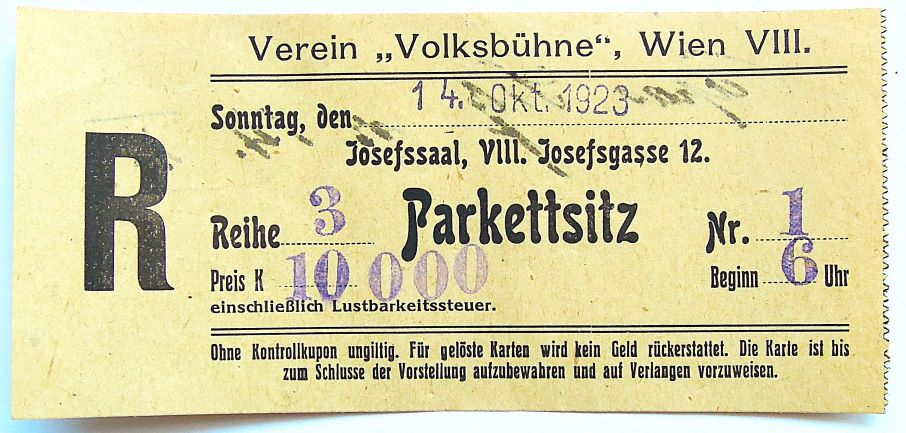 Verein „Volksbühne“, Wien VIII.
Sonntag, den 14. Okt. 1923
Josefssaal, VIII. Josefsgasse 12.
R
Reihe 3 Parkettsitz Nr. 1
Preis K 10000 Beginn 6 Uhr
einschließlich Lustbarkeitssteuer.
Ohne Kontrollkupon ungiltig. Für gelöste Karten wird kein Geld rückerstattet. Die Karte ist bis
zum Schlusse der Vorstellung aufzubewahren und auf Verlangen vorzuweisen.